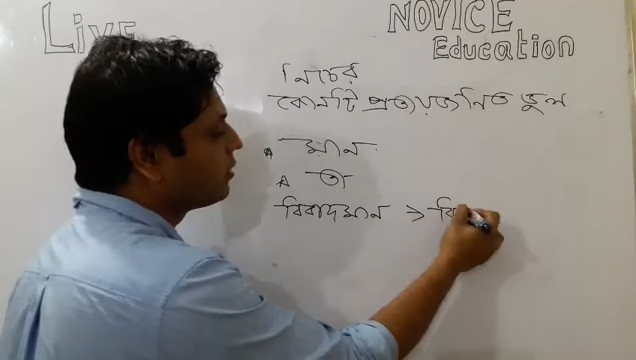 Live
NOVICE
Education
নিচের
কোনটি প্রত্যয়জনিত ভুল
* মান
* তা
বিবাদমান > বি